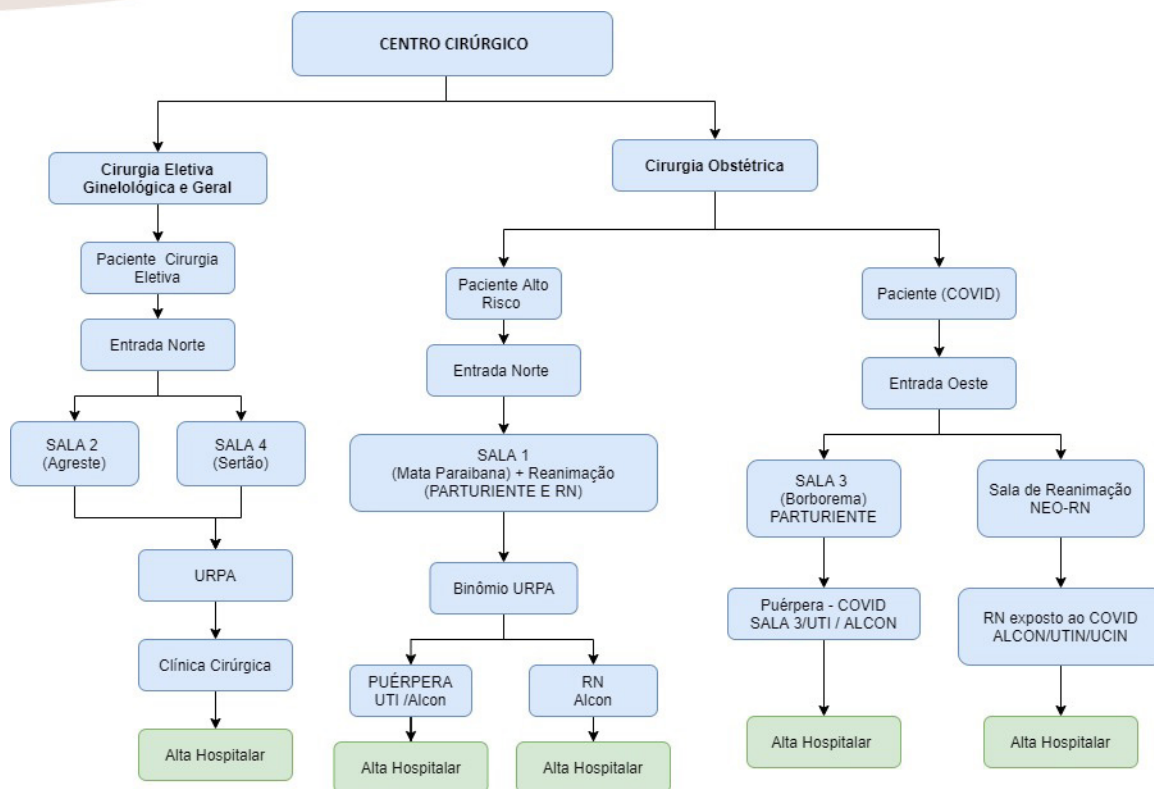 CENTRO CIRÚRGICO
Cirurgia Eletiva
Ginelológica e Geral
Cirurgia Obstétrica
Paciente Cirurgia
Eletiva
Paciente Alto
Risco
Paciente (COVID)
Entrada Norte
Entrada Norte
Entrada Oeste
SALA 2
(Agreste)
SALA 4
(Sertão)
SALA 1
(Mata Paraibana) + Reanimação
(PARTURIENTE E RN)
SALA 3
(Borborema)
PARTURIENTE
Sala de Reanimação
NEO-RN
URPA
Binômio URPA
Puérpera - COVID
SALA 3/UTI / ALCON
RN exposto ao COVID
ALCON/UTIN/UCIN
Clínica Cirúrgica
PUÉRPERA
UTI /Alcon
RN
Alcon
Alta Hospitalar
Alta Hospitalar
Alta Hospitalar
Alta Hospitalar
Alta Hospitalar